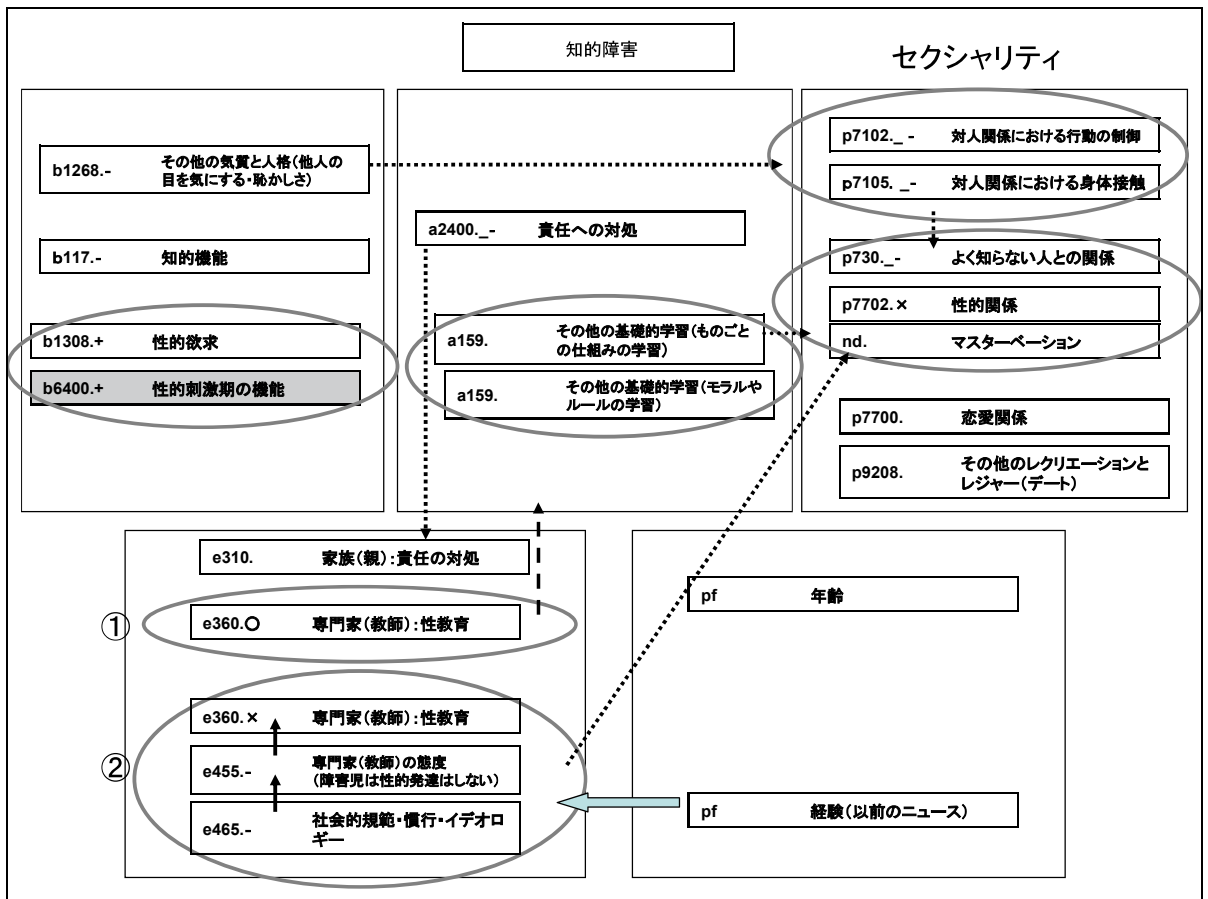 知的障害
セクシャリティ
b1268.- その他の気質と人格(他人の
目を気にする・恥かしさ)
b117.- 知的機能
b1308.+ 性的欲求
b6400.+ 性的刺激期の機能
a2400._- 責任への対処
a159. その他の基礎的学習(ものごと
の仕組みの学習)
a159. その他の基礎的学習(モラルや
ルールの学習)
p7102._ - 対人関係における行動の制御
p7105. _- 対人関係における身体接触
p730._- よく知らない人との関係
p7702.× 性的関係
nd. マスターベーション
p7700. 恋愛関係
p9208. その他のレクリエーションと
レジャー(デート)
e310. 家族(親):責任の対処
①
e360.○ 専門家(教師):性教育
②
e360.× 専門家(教師):性教育
e455.- 専門家(教師)の態度
(障害児は性的発達はしない)
e465.- 社会的規範・慣行・イデオロ
ギー
pf 年齢
pf 経験(以前のニュース)